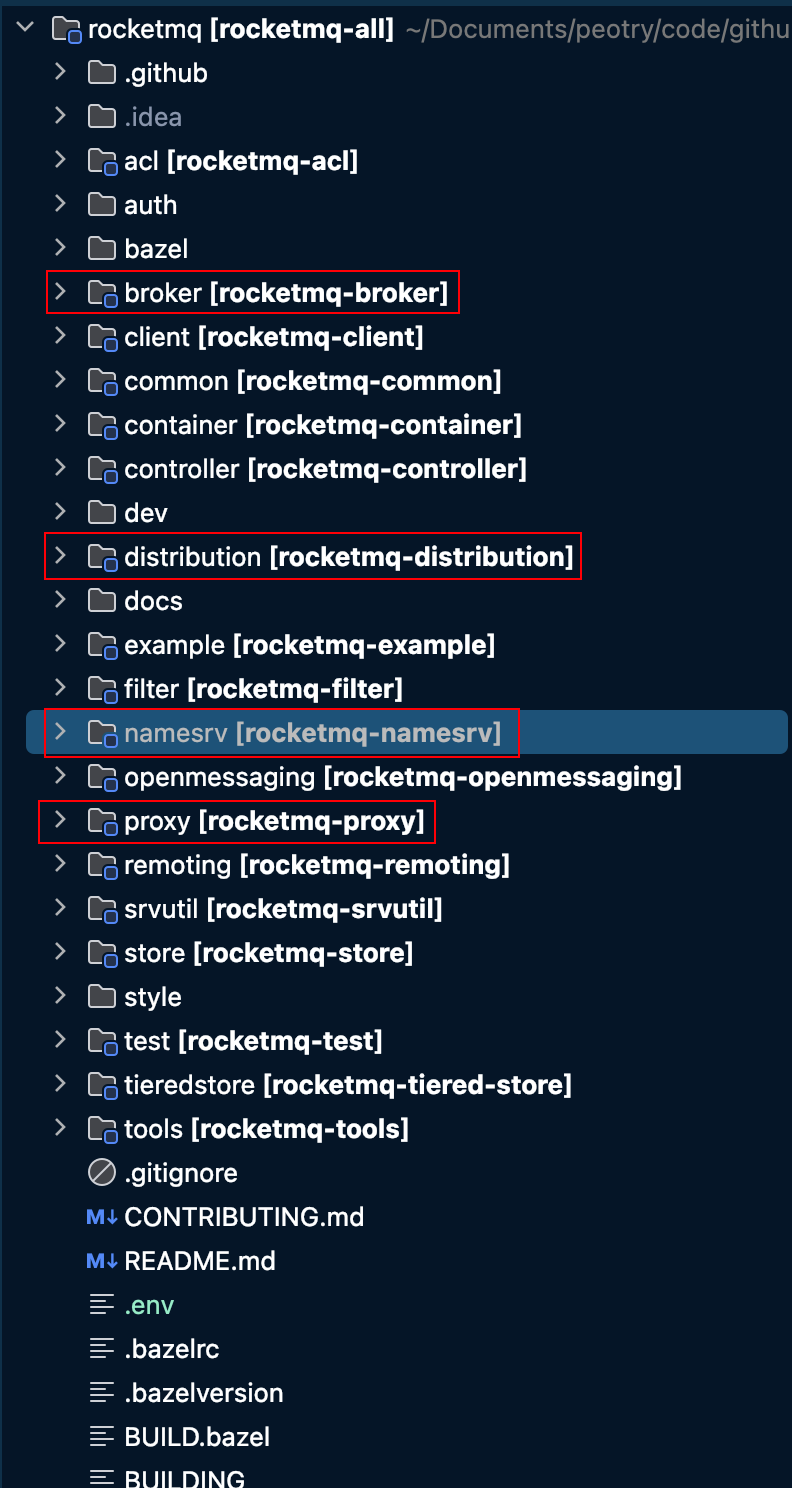 rocketmq [rocketmq-all] ~/Documents/peotry/code/githu
.github
.idea
acl [rocketmq-acl]
auth
bazel
broker [rocketmq-broker]
client [rocketmq-client]
common [rocketmq-common]
container [rocketmq-container]
controller [rocketmq-controller]
dev
distribution [rocketmq-distribution]
docs
example [rocketmq-example]
filter [rocketmq-filter]
namesrv [rocketmq-namesrv]
openmessaging [rocketmq-openmessaging]
proxy [rocketmq-proxy]
remoting [rocketmq-remoting]
srvutil [rocketmq-srvutil]
store [rocketmq-store]
style
test [rocketmq-test]
tieredstore [rocketmq-tiered-store]
tools [rocketmq-tools]
.gitignore
M↓ CONTRIBUTING.md
M↓ README.md
.env
.bazelrc
.bazelversion
BUILD.bazel
BUILDING